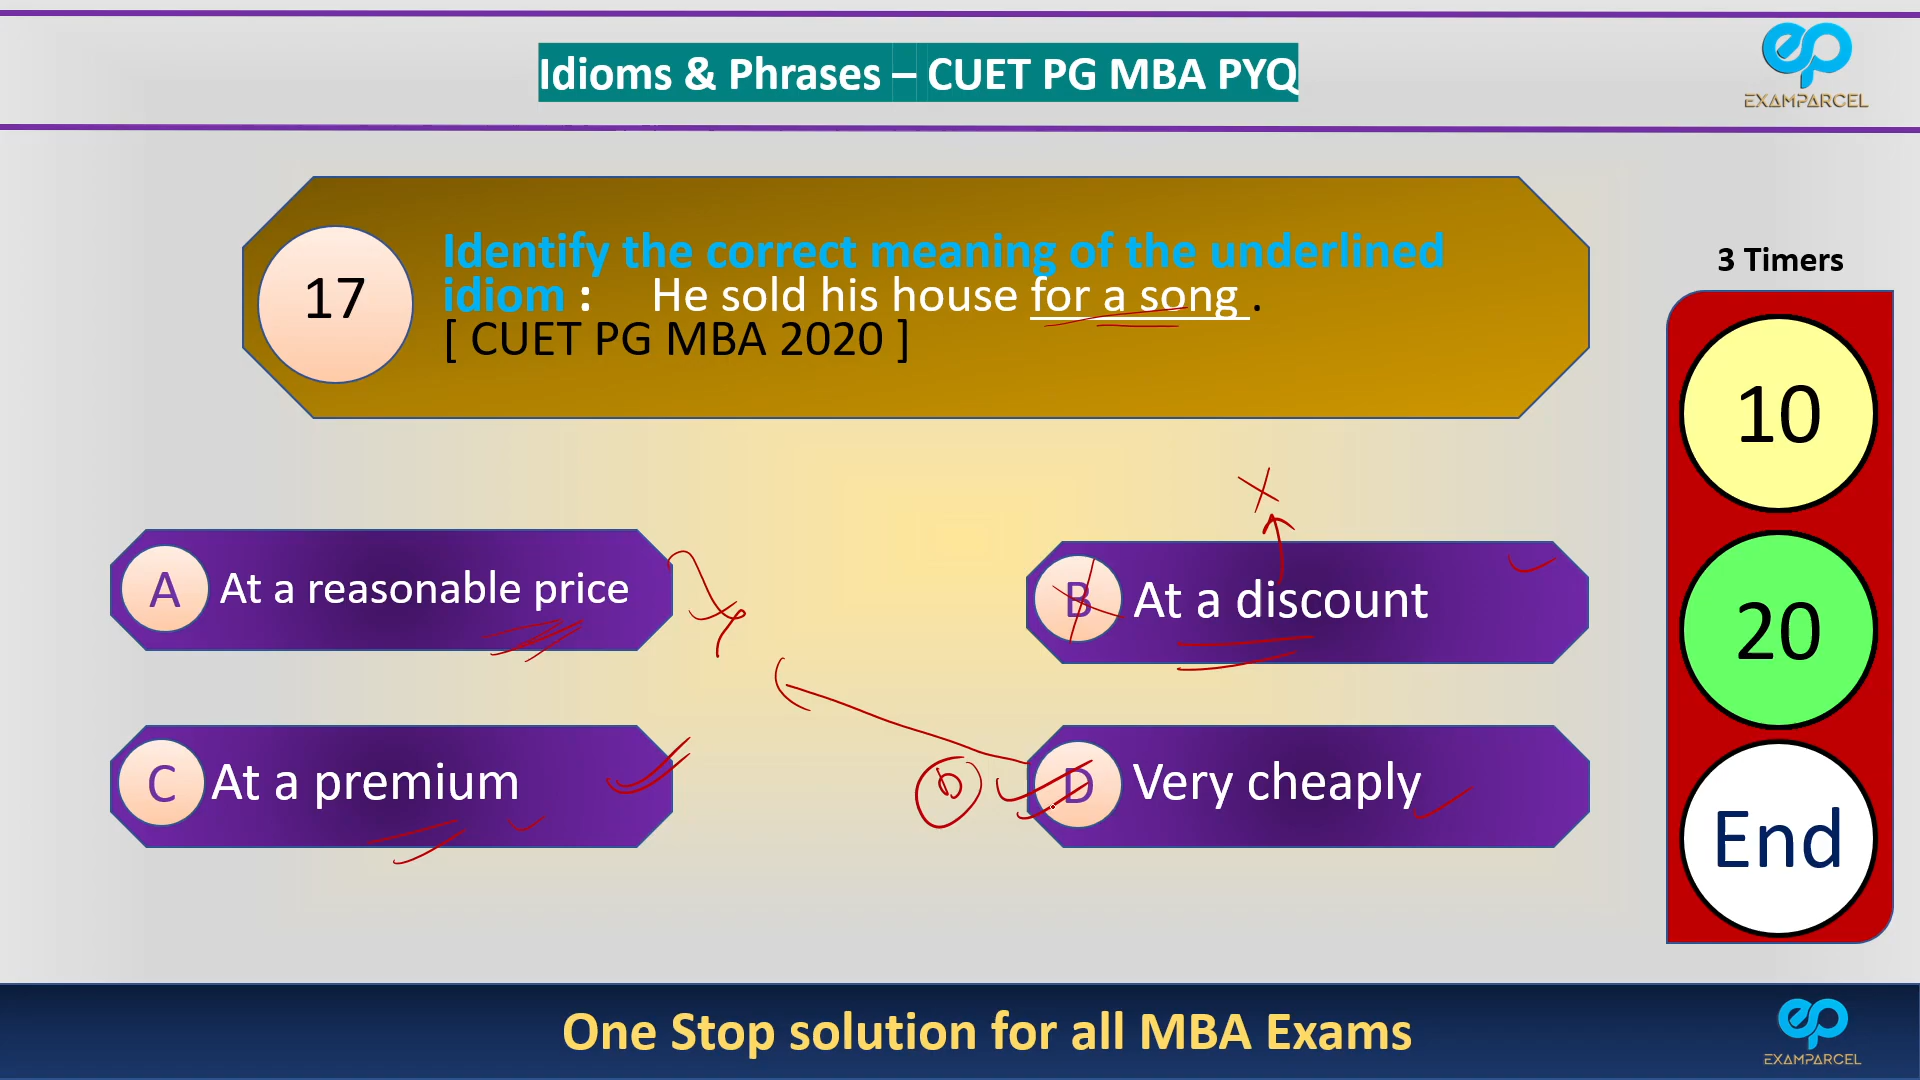 Idioms & Phrases – CUET PG MBA PYQ
EXAMPARCEL
17
Identify the correct meaning of the underlined
idiom : He sold his house for a song .
[ CUET PG MBA 2020 ]
3 Timers
10
20
End
A At a reasonable price
B At a discount
C At a premium
D
D Very cheaply
One Stop solution for all MBA Exams
EXAMPARCEL